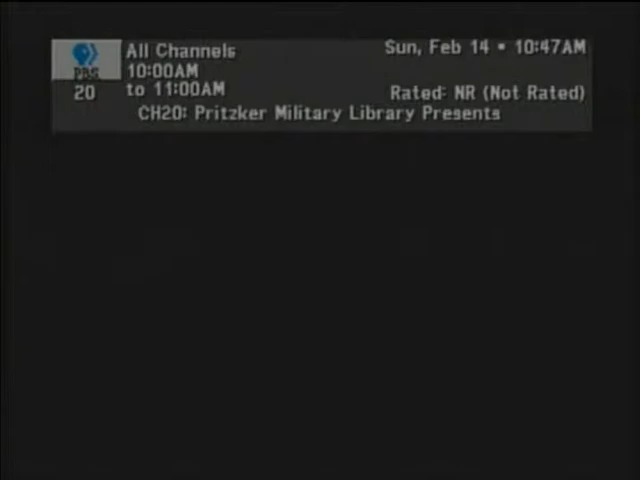 PBS
20
All Channels
10:00AM
to 11:00AM
Sun, Feb 14 • 10:47AM
Rated: NR (Not Rated)
CH20: Pritzker Military Library Presents